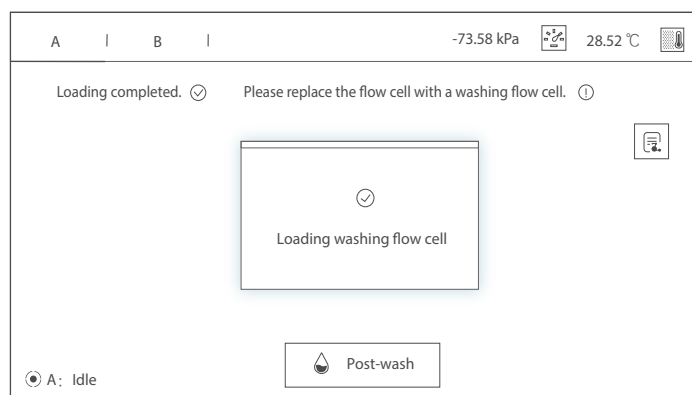 A | B | -73.58 kPa 28.52 ℃
Loading completed. Please replace the flow cell with a washing flow cell.
Loading washing flow cell
Post-wash
A: Idle